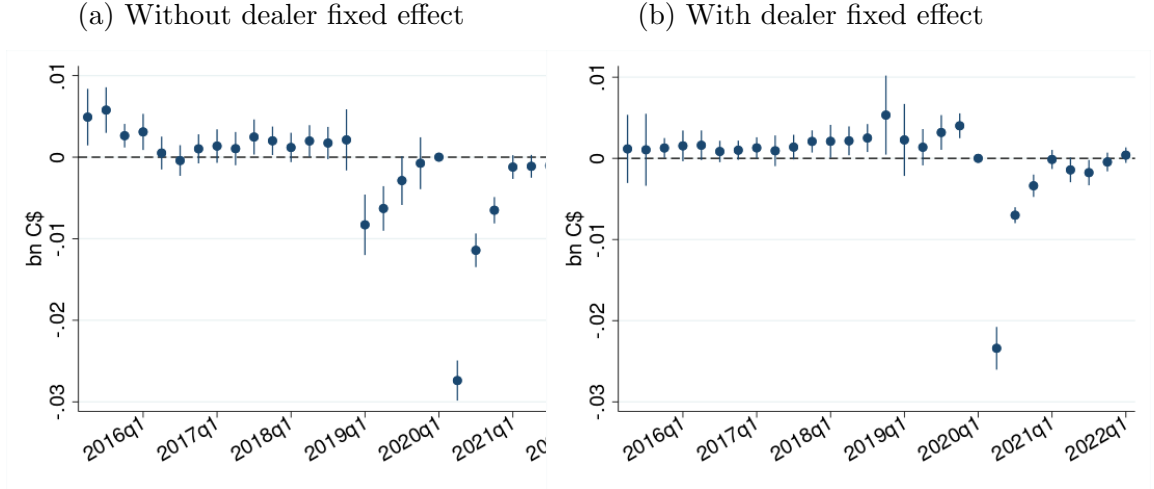 (a) Without dealer fixed effect
.01
0
-.01
-.02
-.03
bn C$
2016q1
2017q1
2018q1
2019q1
2020q1
2021q1
20
(b) With dealer fixed effect
.01
0
-.01
-.02
-.03
bn C$
2016q1
2017q1
2018q1
2019q1
2020q1
2021q1
2022q1